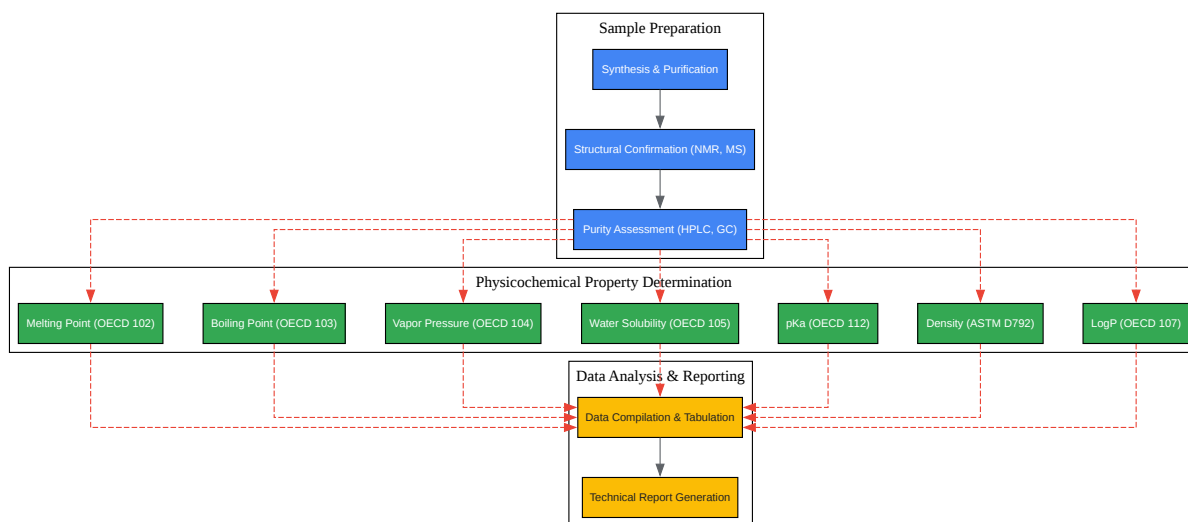 Sample Preparation
Synthesis & Purification
Structural Confirmation (NMR, MS)
Purity Assessment (HPLC, GC)
Physicochemical Property Determination
Melting Point (OECD 102)
Boiling Point (OECD 103)
Vapor Pressure (OECD 104)
Water Solubility (OECD 105)
pKa (OECD 112)
Density (ASTM D792)
LogP (OECD 107)
Data Analysis & Reporting
Data Compilation & Tabulation
Technical Report Generation